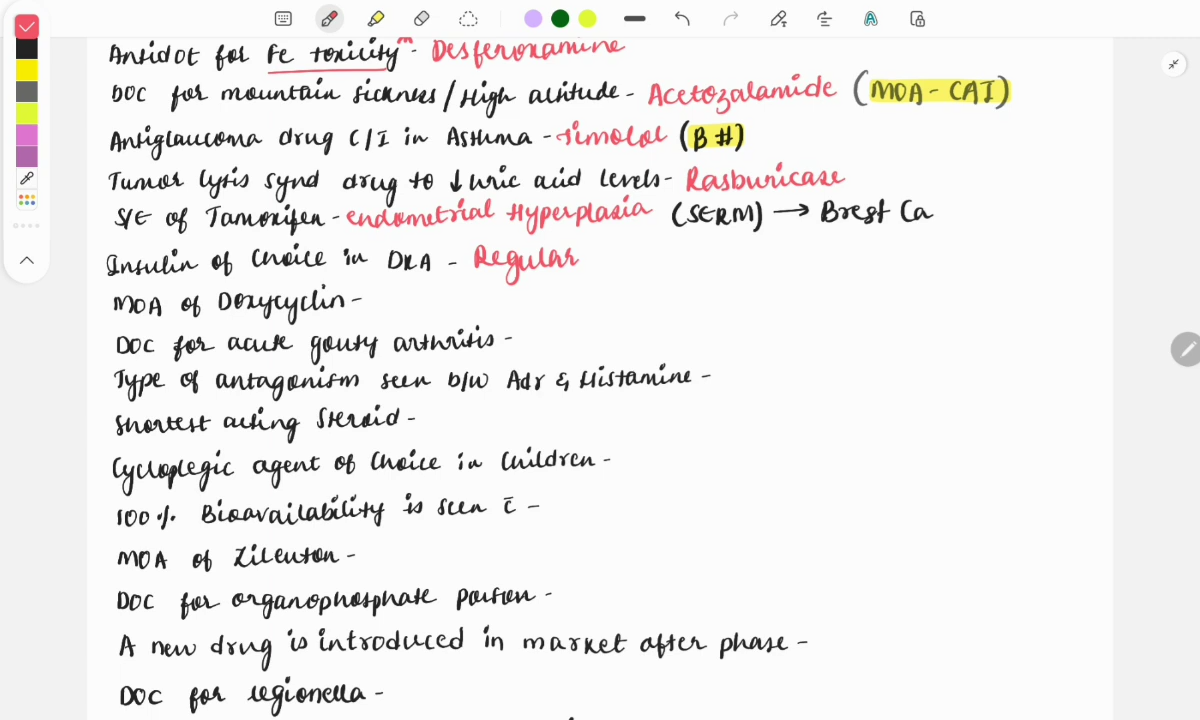 Antidot for Fe toxicity - Desferoxamine
DOC for mountain sickness / High altitude - Acetozalamide (MOA - CAI)
Antiglaucoma drug C/I in Asthma - Timolol (B #)
Tumor lysis synd drug to ↓ uric acid levels - Rasburicase
S/E of Tamoxifen - endometrial Hyperplasia (SERM) → Brest Ca
Insulin of Choice in DKA - Regular
MOA of Doxycyclin -
DOC for acute gouty arthritis -
Type of antagonism seen b/w Adr & Histamine -
Shortest acting Steroid -
Cycloplegic agent of Choice in Children -
100% Bioavailability is seen c̄ -
MOA of Zileuton -
DOC for organophosphate poision -
A new drug is introduced in market after phase -
DOC for legionella -